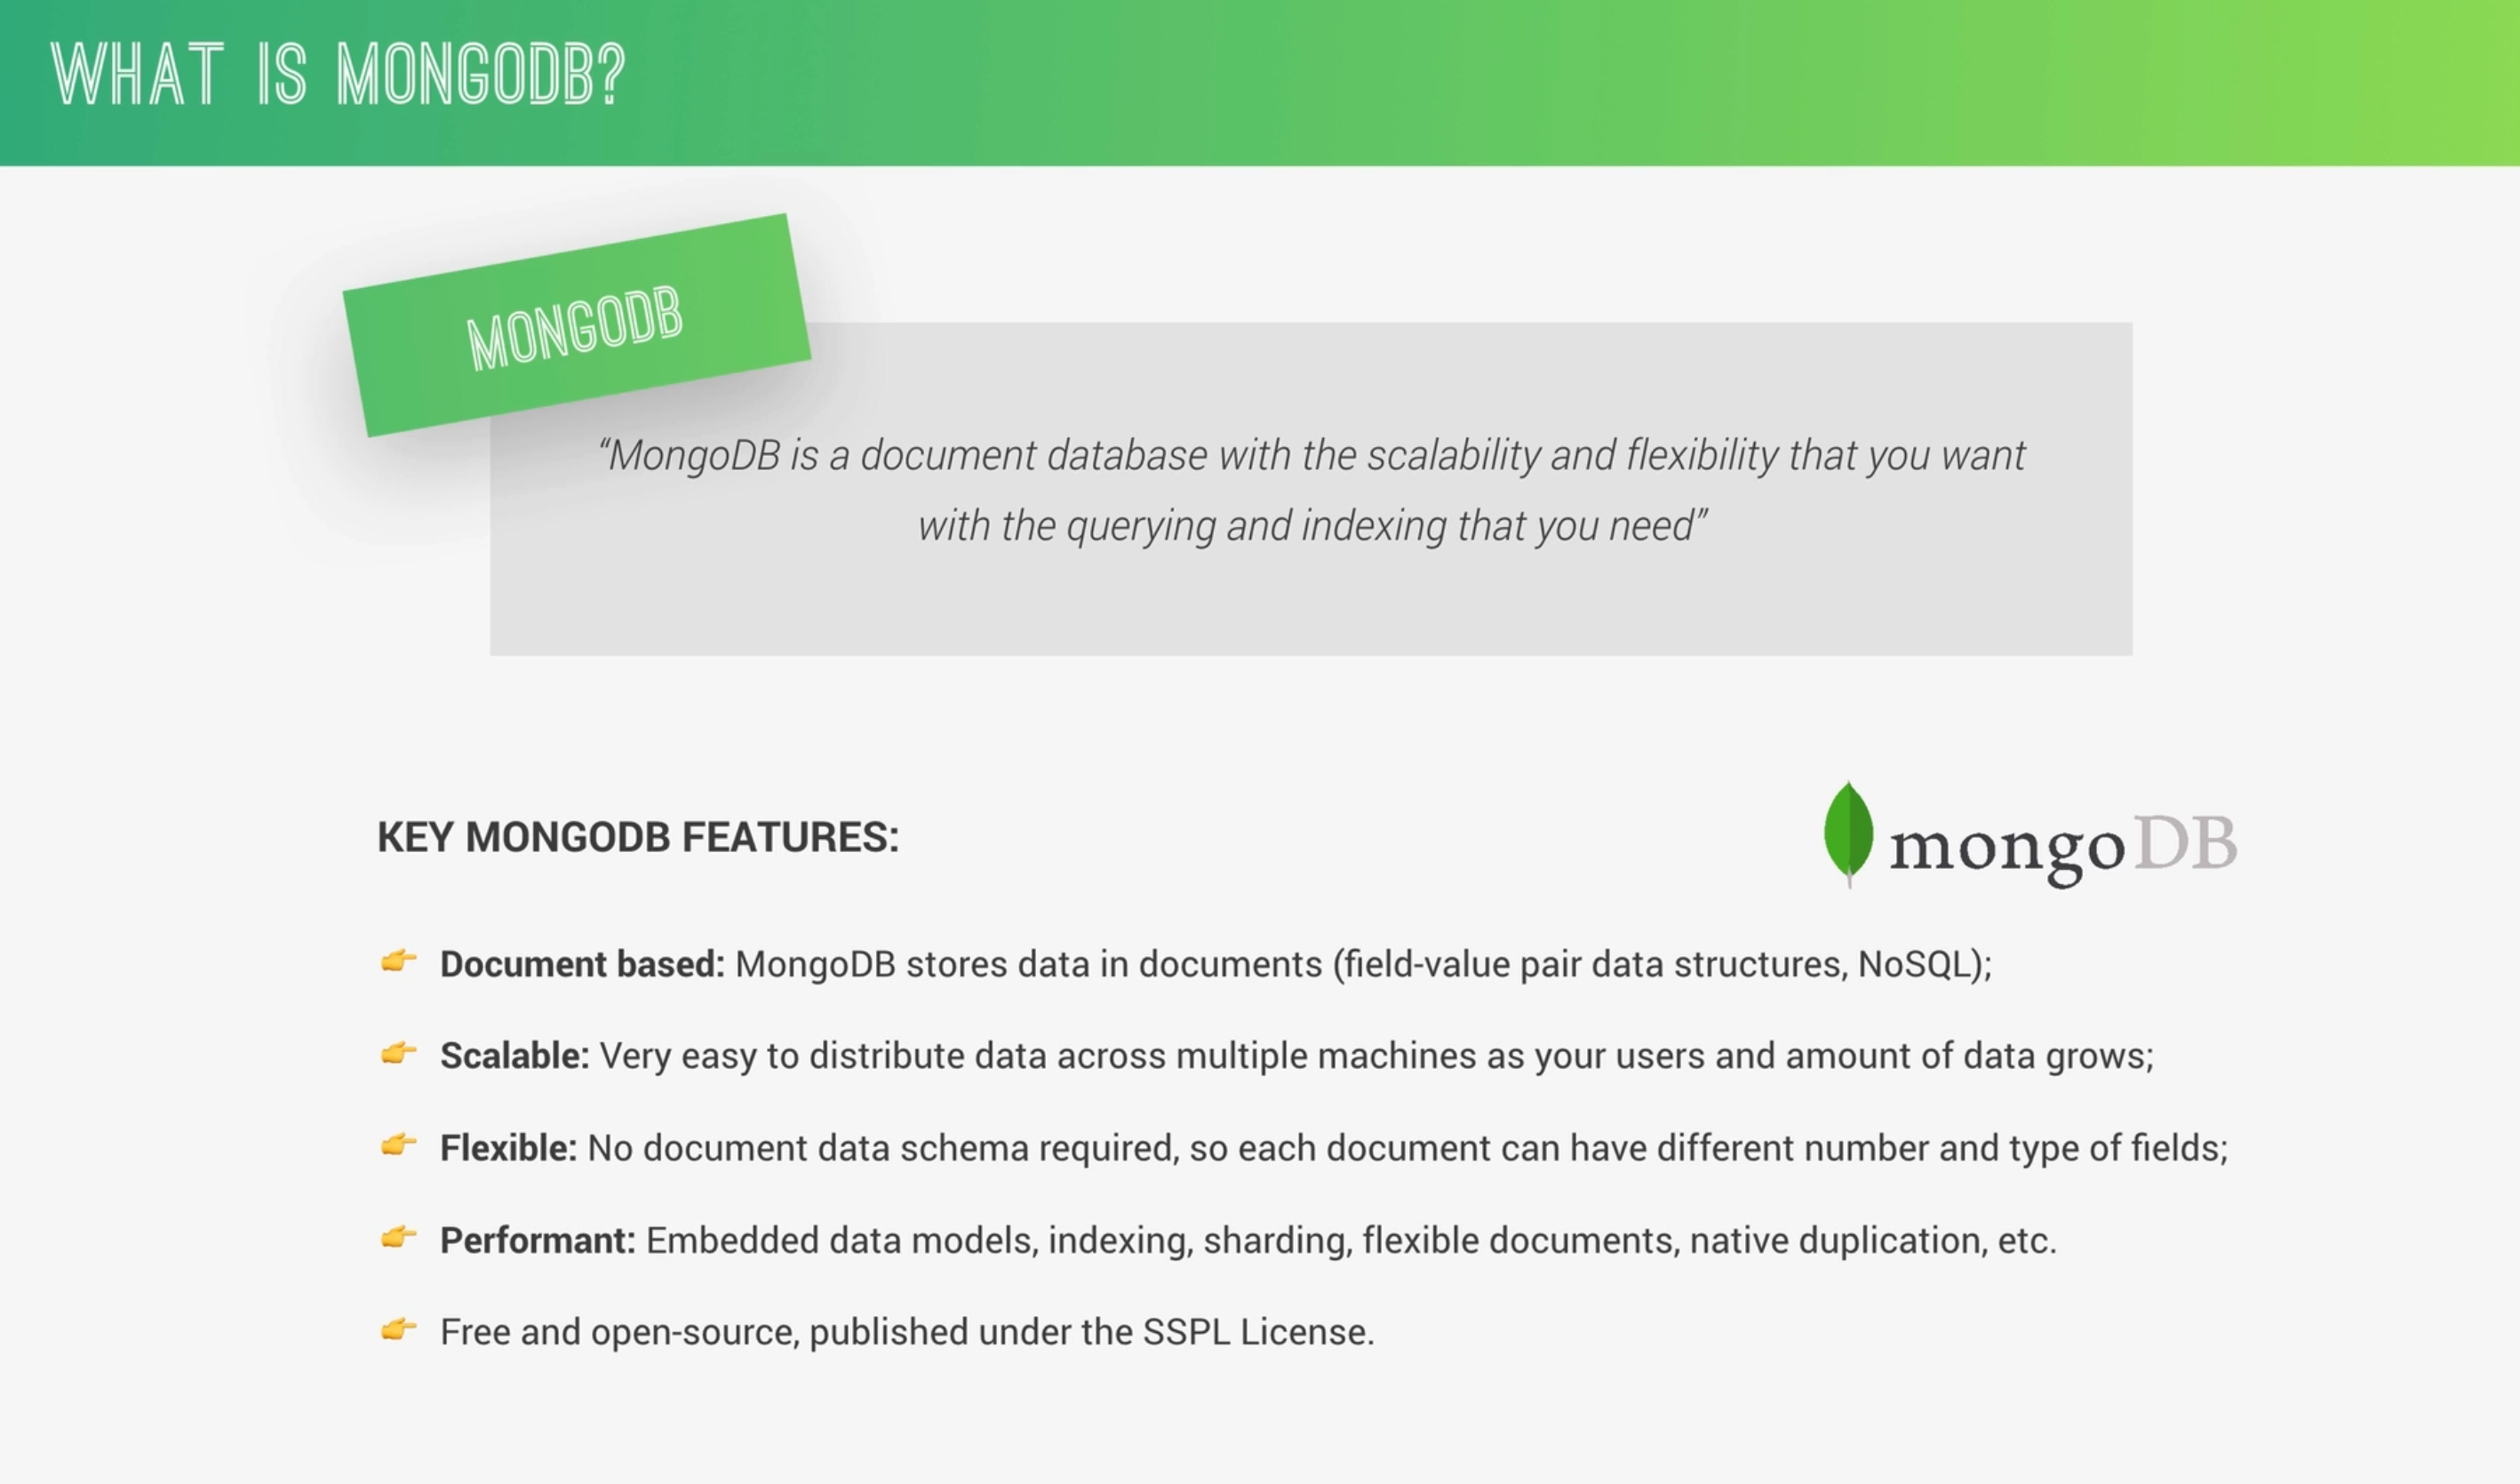 WHAT IS MONGODB?
MONGODB
“MongoDB is a document database with the scalability and flexibility that you want
with the querying and indexing that you need”
KEY MONGODB FEATURES:
mongoDB
👉 Document based: MongoDB stores data in documents (field-value pair data structures, NoSQL);
👉 Scalable: Very easy to distribute data across multiple machines as your users and amount of data grows;
👉 Flexible: No document data schema required, so each document can have different number and type of fields;
👉 Performant: Embedded data models, indexing, sharding, flexible documents, native duplication, etc.
👉 Free and open-source, published under the SSPL License.